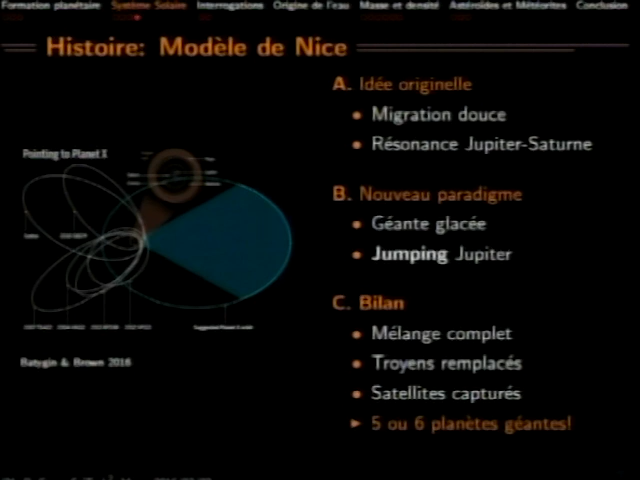 Formation planétaire Système Solaire Interrogations Origine de l'eau Masse et densité Astéroïdes et Météorites Conclusion
Histoire: Modèle de Nice
Pointing to Planet X
Batygin & Brown 2016
A. Idée originelle
Migration douce
Résonance Jupiter-Saturne
B. Nouveau paradigme
Géante glacée
Jumping Jupiter
C. Bilan
Mélange complet
Troyens remplacés
Satellites capturés
5 ou 6 planètes géantes!